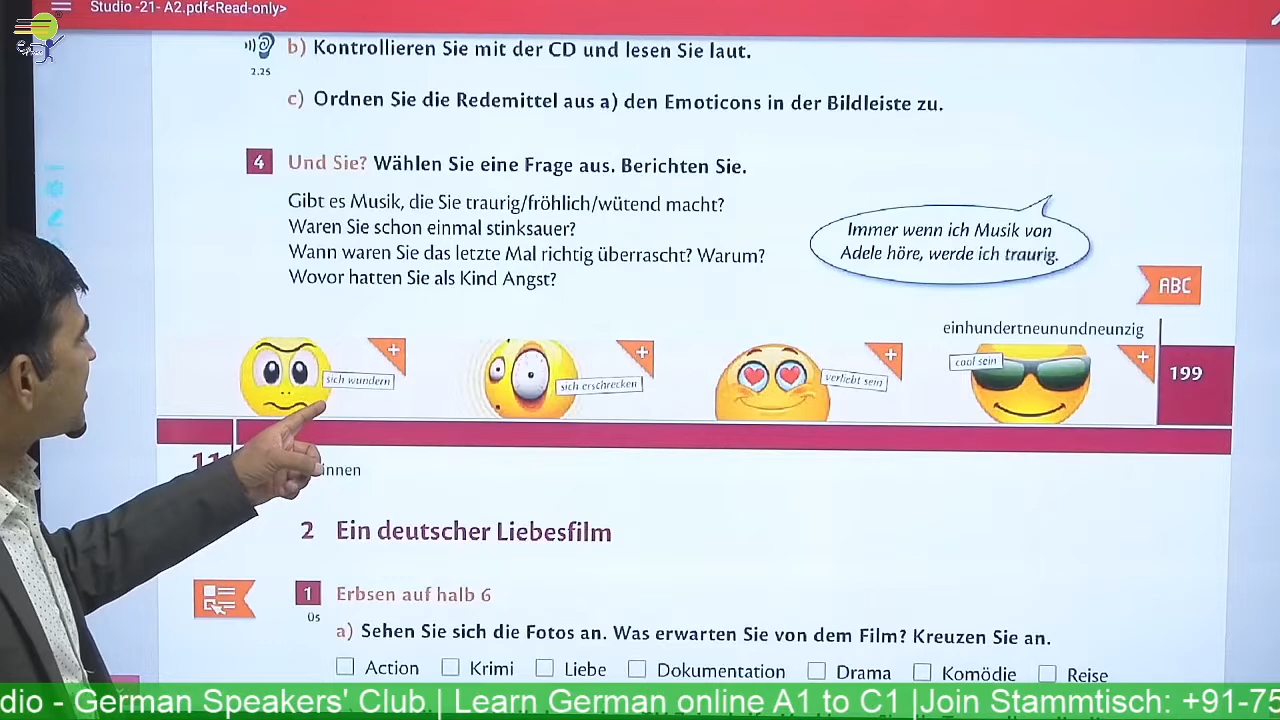 Studio -21- A2.pdf<Read-only>
b) Kontrollieren Sie mit der CD und lesen Sie laut.
2.25
c) Ordnen Sie die Redemittel aus a) den Emoticons in der Bildleiste zu.
4 Und Sie? Wählen Sie eine Frage aus. Berichten Sie.
Gibt es Musik, die Sie traurig/fröhlich/wütend macht?
Waren Sie schon einmal stinksauer?
Wann waren Sie das letzte Mal richtig überrascht? Warum?
Wovor hatten Sie als Kind Angst?
Immer wenn ich Musik von
Adele höre, werde ich traurig.
ABC
einhundertneunundneunzig
sich wundern
sich erschrecken
verliebt sein
cool sein
199
11
innen
2 Ein deutscher Liebesfilm
1 Erbsen auf halb 6
Üs
a) Sehen Sie sich die Fotos an. Was erwarten Sie von dem Film? Kreuzen Sie an.
Action Krimi Liebe Dokumentation Drama Komödie Reise
dio - German Speakers' Club | Learn German online A1 to C1 |Join Stammtisch: +91-75